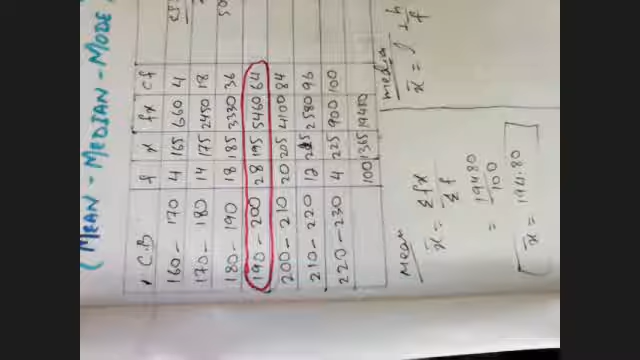 (MEAN - MEDIAN - MODE
C.B f x fx cf
160 - 170 4 165 660 4
170 - 180 14 175 2450 18
180 - 190 18 185 3330 36
190 - 200 28 195 5460 64
200 - 210 20 205 4100 84
210 - 220 12 215 2580 96
220 - 230 4 225 900 100
100 1365 19480
Mean
x̄ = Σfx
Σf
= 19480
100
x̄ = 194.80
median
x̄ =
h
f